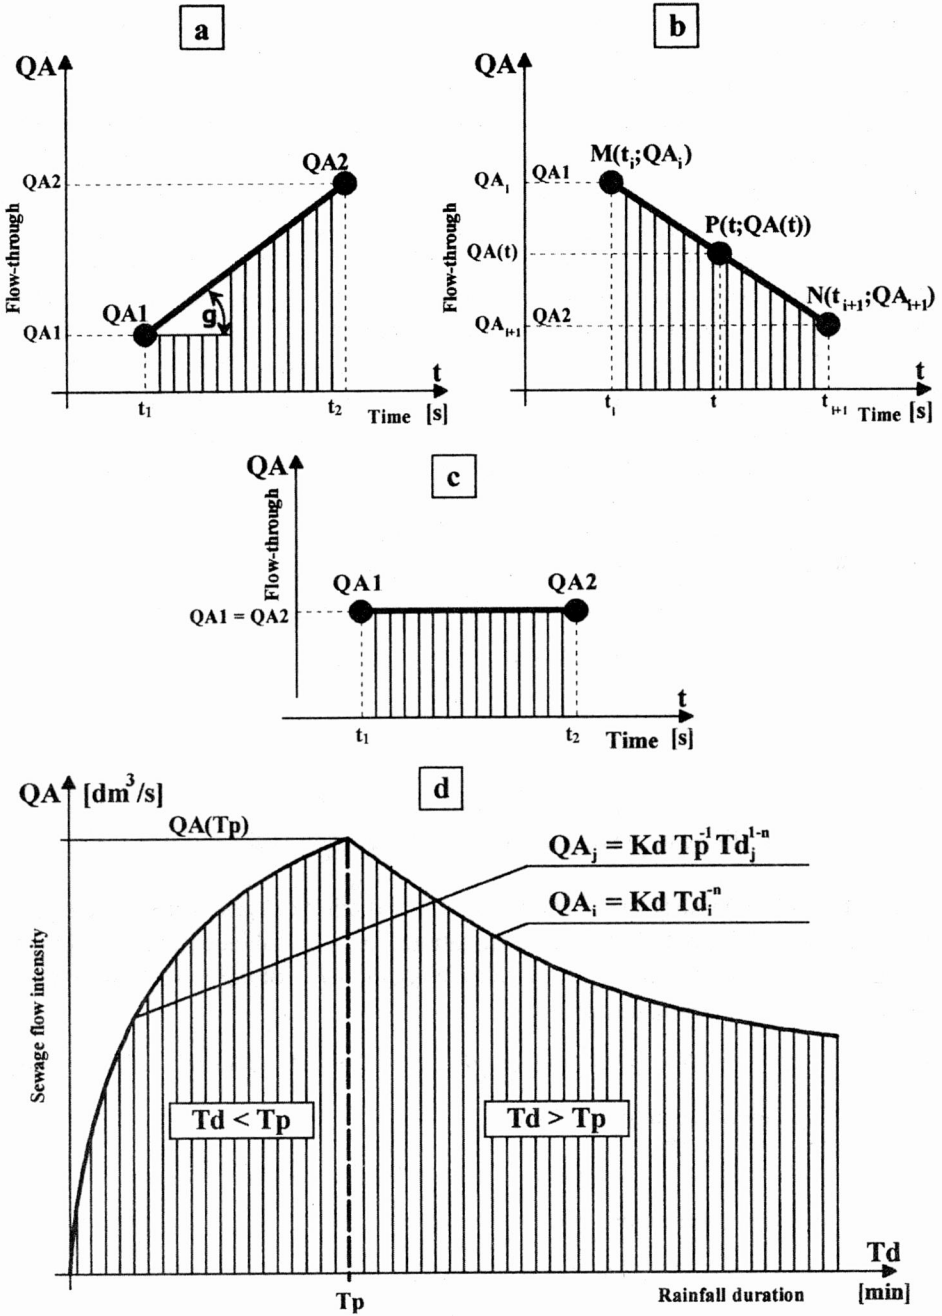 a
QA
Flow-through
QA2
QA2
QA1
QA1
g
t
t₁
t₂
Time [s]
b
QA
Flow-through
M(tᵢ;QAᵢ)
QAᵢ QA1
P(t;QA(t))
QA(t)
N(tᵢ₊₁;QAᵢ₊₁)
QAᵢ₊₁ QA2
t
tᵢ
t
tᵢ₊₁
Time [s]
c
QA
Flow-through
QA1
QA2
QA1 = QA2
t
t₁
t₂
Time [s]
d
QA [dm³/s]
QA(Tp)
QAⱼ = Kd Tp⁻¹ Tdⱼ¹⁻ⁿ
QAᵢ = Kd Tdᵢ⁻ⁿ
Sewage flow intensity
Td < Tp
Td > Tp
Td
Tp
Rainfall duration
[min]